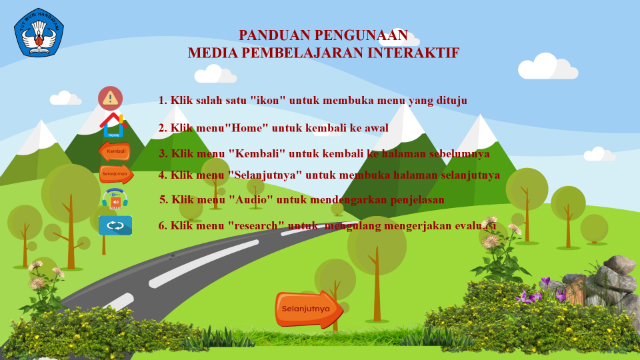 PANDUAN PENGUNAAN
MEDIA PEMBELAJARAN INTERAKTIF
1. Klik salah satu "ikon" untuk membuka menu yang dituju
2. Klik menu"Home" untuk kembali ke awal
Kembali
3. Klik menu "Kembali" untuk kembali ke halaman sebelumnya
Selanjutnya
4. Klik menu "Selanjutnya" untuk membuka halaman selanjutnya
5. Klik menu "Audio" untuk mendengarkan penjelasan
6. Klik menu "research" untuk mengulang mengerjakan evaluasi
Selanjutnya